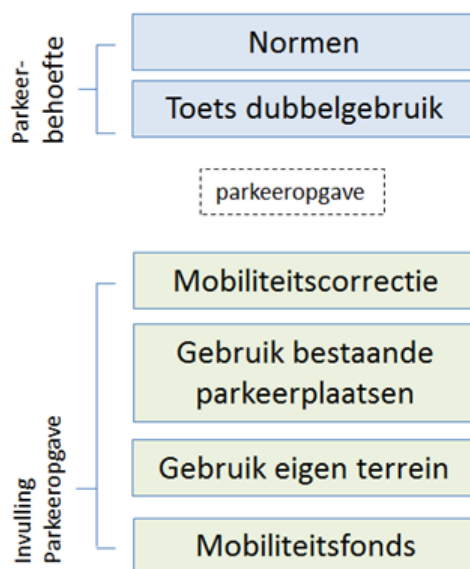 Parkeer-
behoefte
Normen
Toets dubbelgebruik
parkeeropgave
Invulling
Parkeeropgave
Mobiliteitscorrectie
Gebruik bestaande
parkeerplaatsen
Gebruik eigen terrein
Mobiliteitsfonds